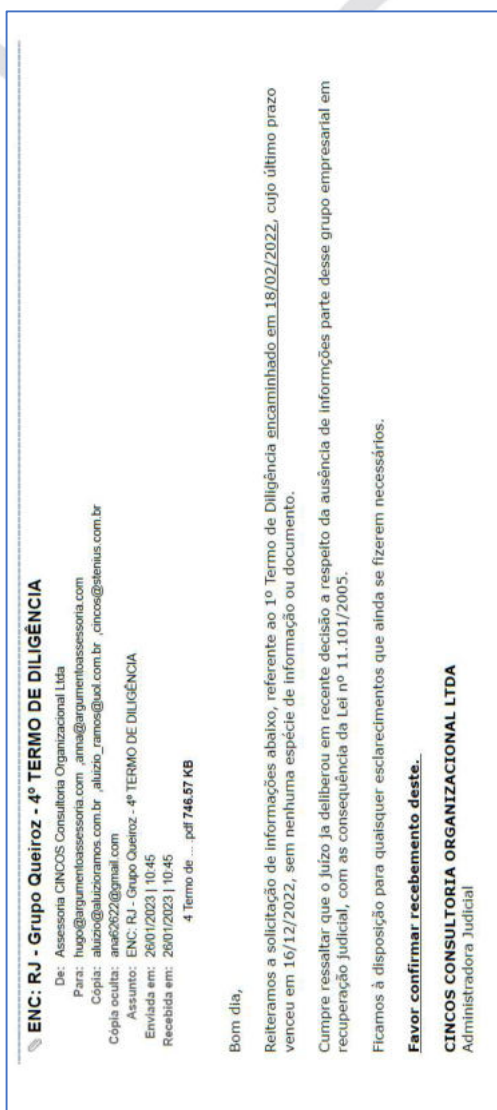 ENC: RJ - Grupo Queiroz - 4º TERMO DE DILIGÊNCIA
De: Assessoria CINCOS Consultoria Organizacional Ltda
Para: hugo@argumentoassessoria.com ,anna@argumentoassessoria.com
Cópia: aluizio@aluizioramos.com.br ,aluizio_ramos@uol.com.br ,cincos@stenius.com.br
Cópia oculta: ana62622@gmail.com
Assunto: ENC: RJ - Grupo Queiroz - 4º TERMO DE DILIGÊNCIA
Enviada em: 26/01/2023 | 10:45
Recebida em: 26/01/2023 | 10:45
4 Termo de ... .pdf 746.57 KB
Bom dia,
Reiteramos a solicitação de informações abaixo, referente ao 1º Termo de Diligência encaminhado em 18/02/2022, cujo último prazo
venceu em 16/12/2022, sem nenhuma espécie de informação ou documento.
Cumpre ressaltar que o Juízo ja deliberou em recente decisão a respeito da ausência de informções parte desse grupo empresarial em
recuperação judicial, com as consequência da Lei nº 11.101/2005.
Ficamos à disposição para quaisquer esclarecimentos que ainda se fizerem necessários.
Favor confirmar recebemento deste.
CINCOS CONSULTORIA ORGANIZACIONAL LTDA
Administradora Judicial